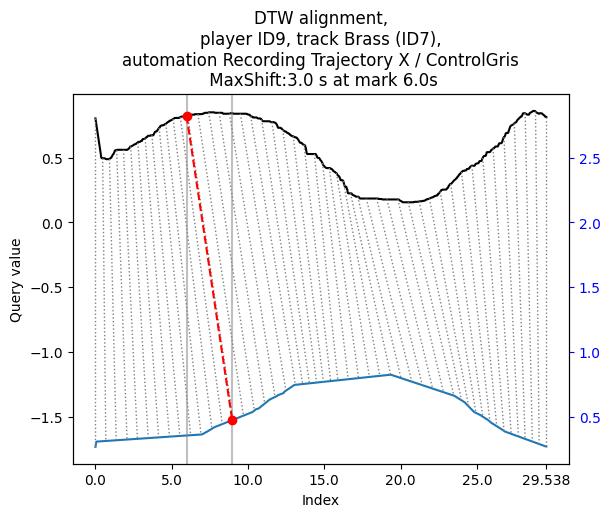 DTW alignment,
player ID9, track Brass (ID7),
automation Recording Trajectory X / ControlGris
MaxShift:3.0 s at mark 6.0s
Query value
0.5
0.0
−0.5
−1.0
−1.5
2.5
2.0
1.5
1.0
0.5
0.0 5.0 10.0 15.0 20.0 25.0 29.538
Index